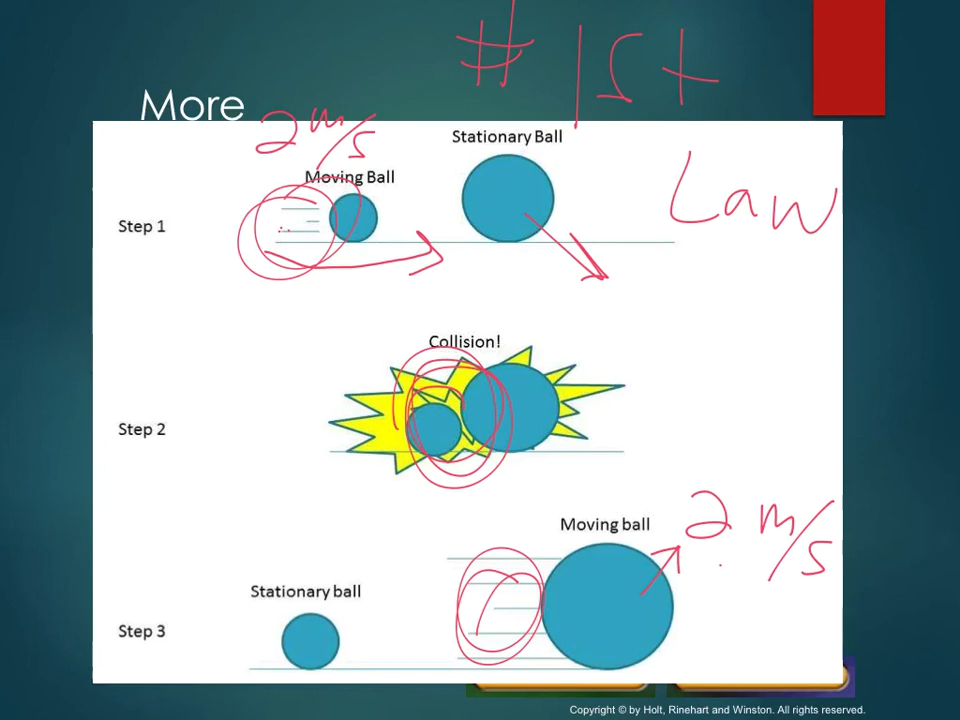 # 1st
More
2 m/s
Stationary Ball
Moving Ball
Law
Step 1
Collision!
Step 2
2 m/s
Moving ball
Stationary ball
Step 3
Copyright © by Holt, Rinehart and Winston. All rights reserved.